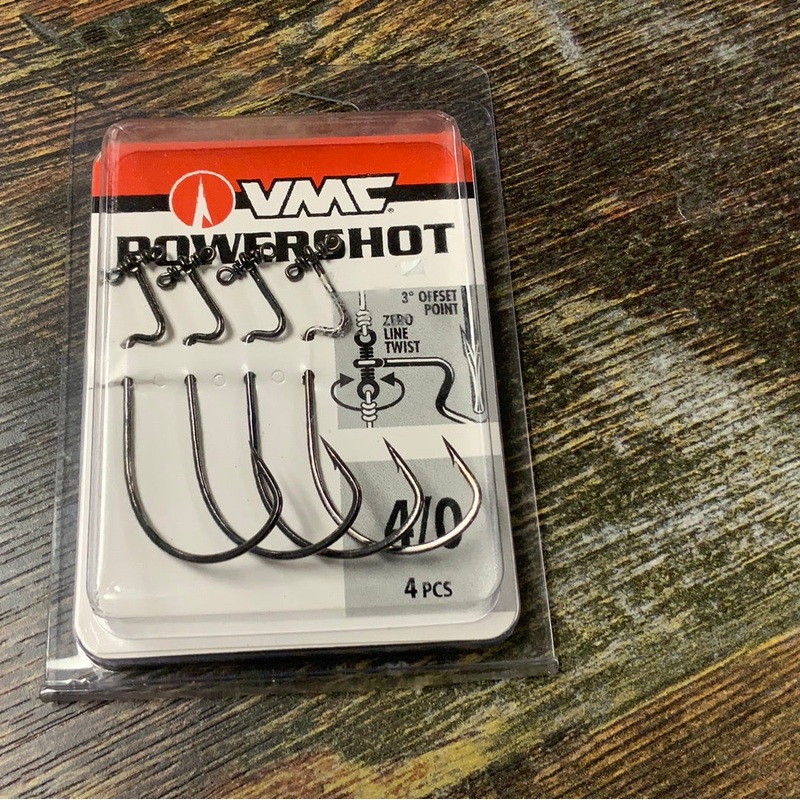 VMC®
POWERSHOT
3° OFFSET
POINT
ZERO
LINE
TWIST
4/0
4 PCS